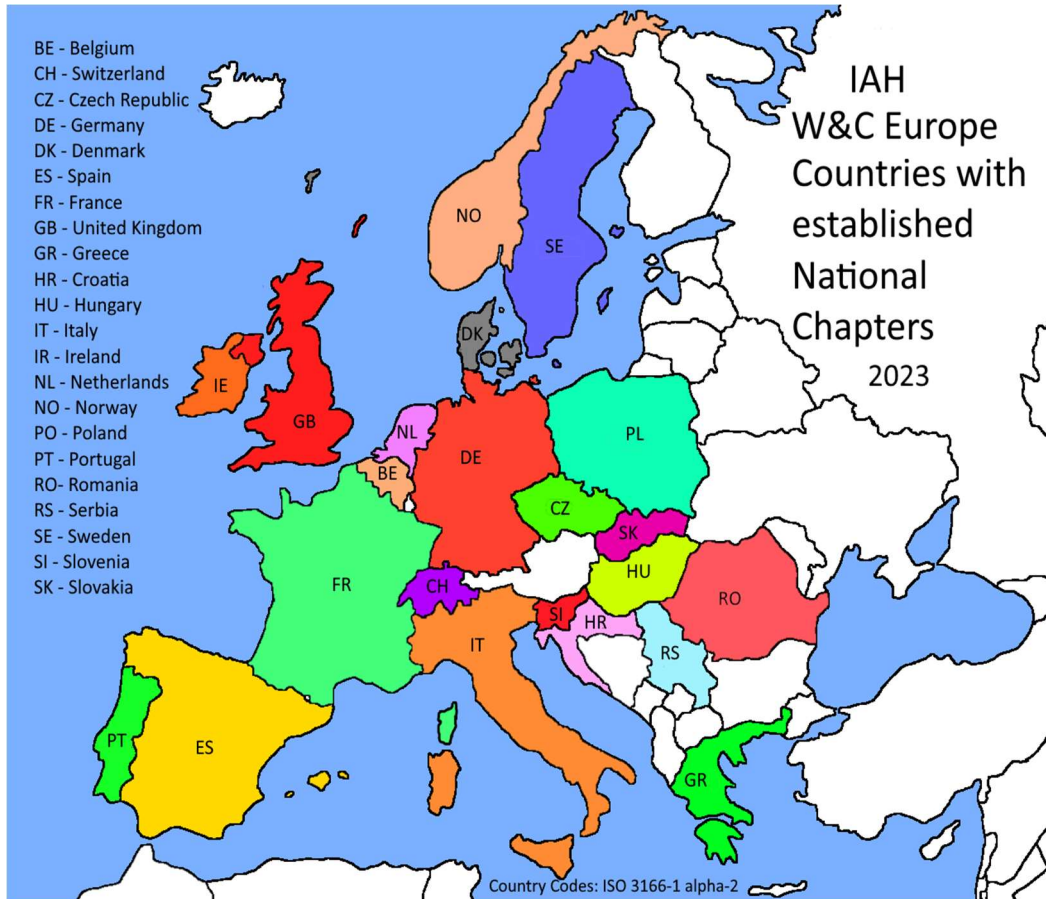 BE - Belgium
CH - Switzerland
CZ - Czech Republic
DE - Germany
DK - Denmark
ES - Spain
FR - France
GB - United Kingdom
GR - Greece
HR - Croatia
HU - Hungary
IT - Italy
IR - Ireland
NL - Netherlands
NO - Norway
PO - Poland
PT - Portugal
RO- Romania
RS - Serbia
SE - Sweden
SI - Slovenia
SK - Slovakia
IAH
W&C Europe
Countries with
established
National
Chapters
2023
NO
SE
DK
IE
GB
NL
BE
DE
PL
CZ
SK
FR
CH
HU
RO
SI
HR
IT
RS
PT
ES
GR
Country Codes: ISO 3166-1 alpha-2